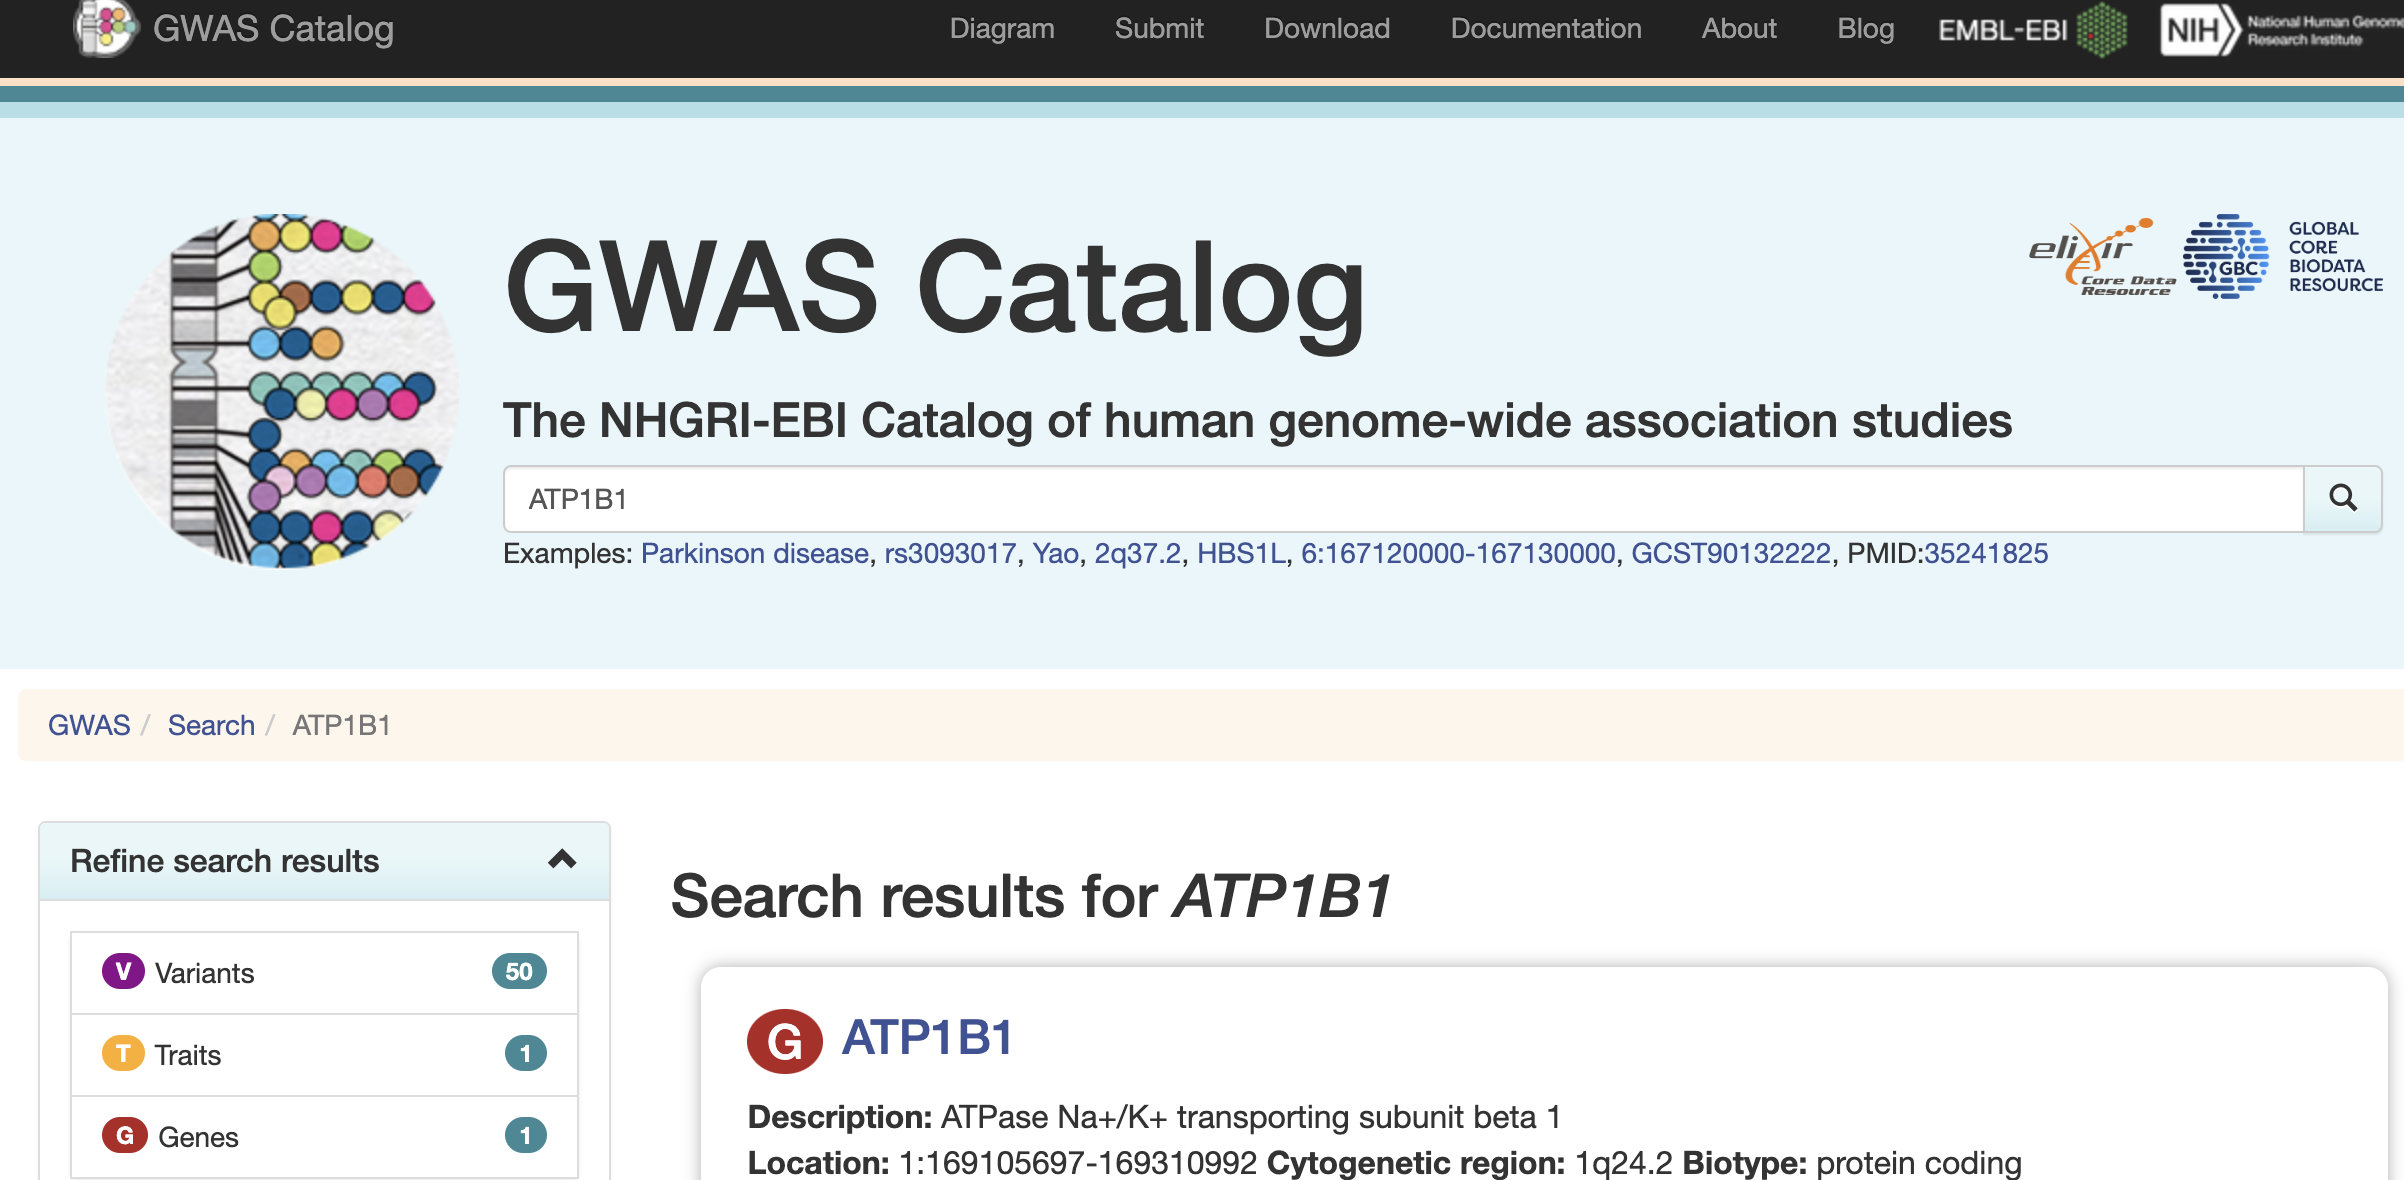 GWAS Catalog
Diagram Submit Download Documentation About Blog EMBL-EBI NIH National Human Genome
Research Institute
GWAS Catalog
elixir
Core Data
Resource
GBC
GLOBAL
CORE
BIODATA
RESOURCE
The NHGRI-EBI Catalog of human genome-wide association studies
ATP1B1
Examples: Parkinson disease, rs3093017, Yao, 2q37.2, HBS1L, 6:167120000-167130000, GCST90132222, PMID:35241825
GWAS / Search / ATP1B1
Refine search results
V Variants 50
T Traits 1
G Genes 1
Search results for ATP1B1
G ATP1B1
Description: ATPase Na+/K+ transporting subunit beta 1
Location: 1:169105697-169310992 Cytogenetic region: 1q24.2 Biotype: protein coding